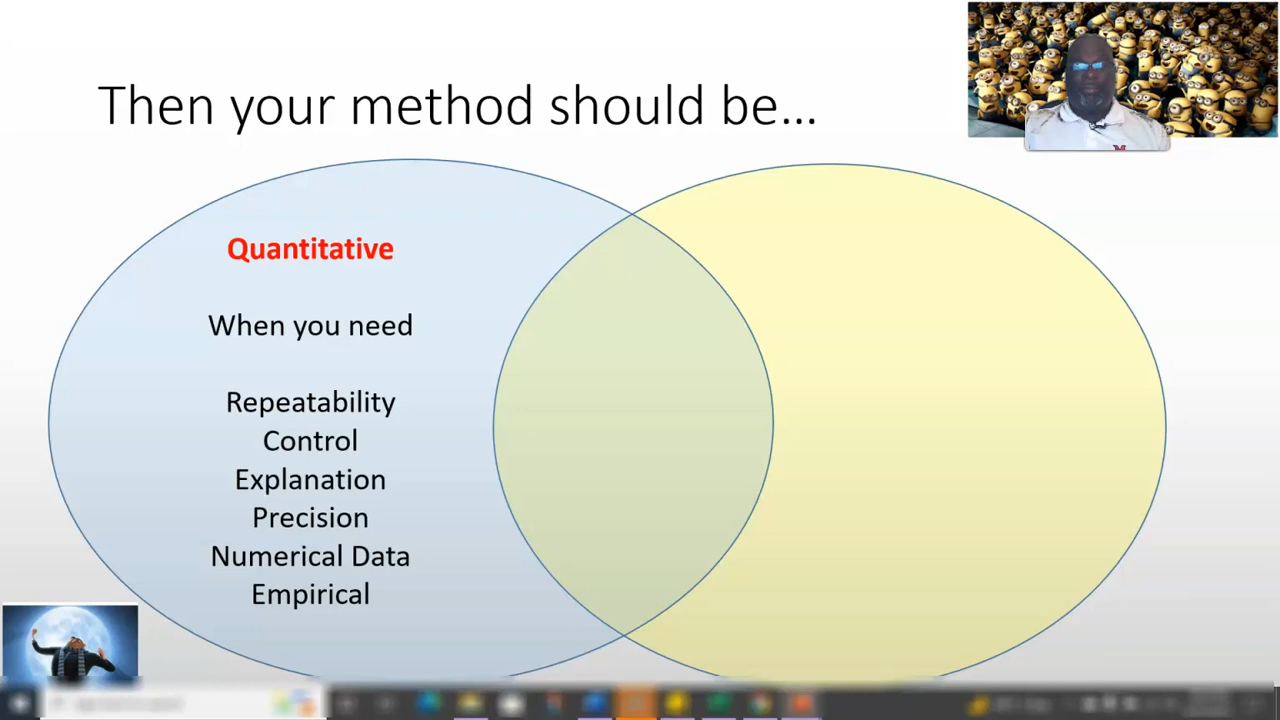 Then your method should be...
Quantitative
When you need
Repeatability
Control
Explanation
Precision
Numerical Data
Empirical